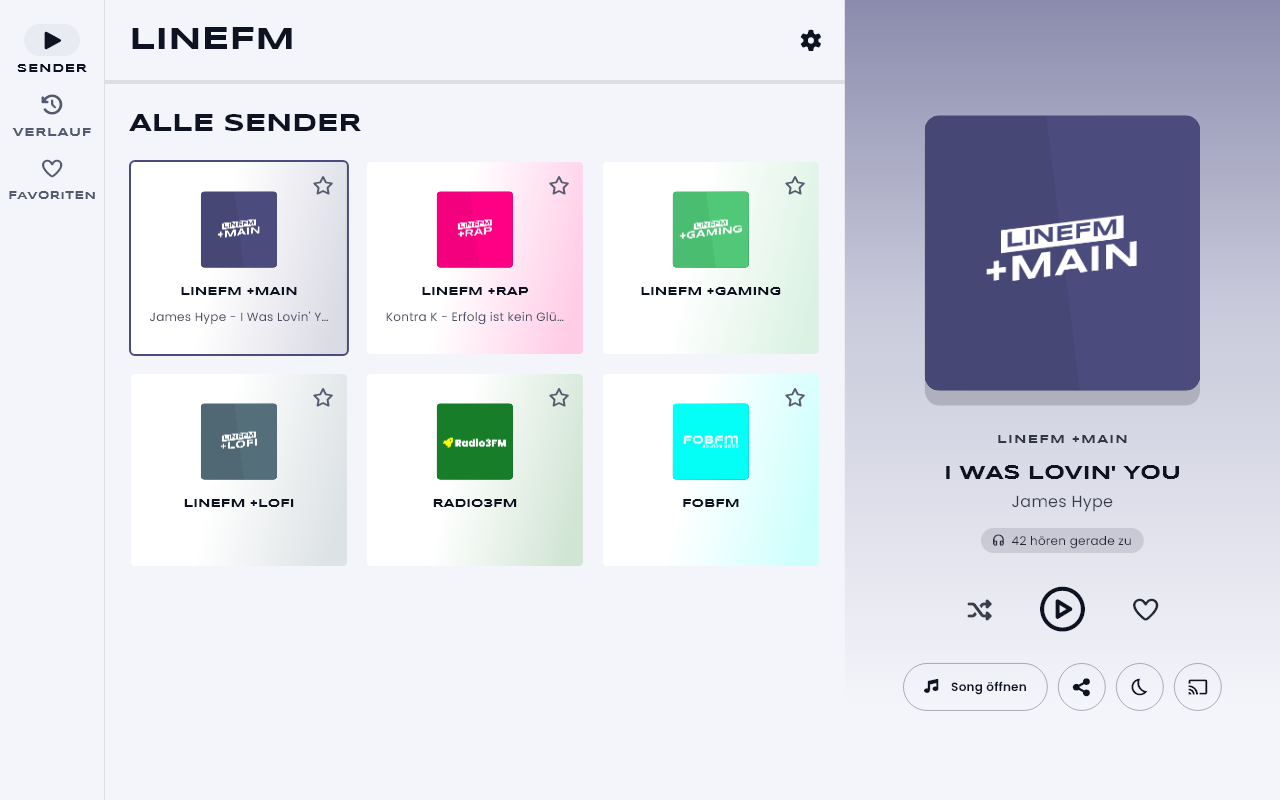 SENDER
VERLAUF
FAVORITEN
LINEFM
ALLE SENDER
LINEFM
+MAIN
LINEFM +MAIN
James Hype - I Was Lovin' Y...
LINEFM
+RAP
LINEFM +RAP
Kontra K - Erfolg ist kein Glü...
LINEFM
+GAMING
LINEFM +GAMING
LINEFM
+LOFI
LINEFM +LOFI
Radio3FM
RADIO3FM
FOBFM
FOBFM
LINEFM
+MAIN
LINEFM +MAIN
I WAS LOVIN' YOU
James Hype
42 hören gerade zu
Song öffnen